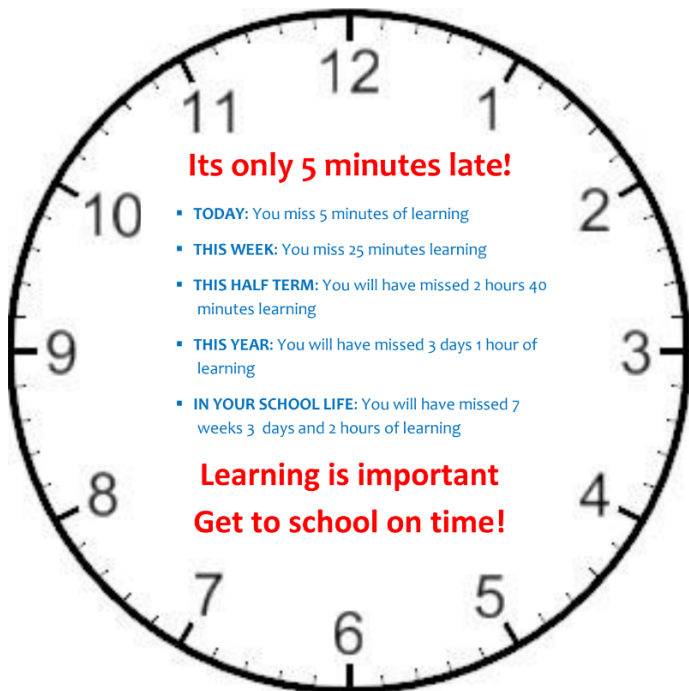 12
11
1
Its only 5 minutes late!
10
2
▪ TODAY: You miss 5 minutes of learning
▪ THIS WEEK: You miss 25 minutes learning
▪ THIS HALF TERM: You will have missed 2 hours 40
minutes learning
9
3
▪ THIS YEAR: You will have missed 3 days 1 hour of
learning
▪ IN YOUR SCHOOL LIFE: You will have missed 7
weeks 3 days and 2 hours of learning
Learning is important
8
4
Get to school on time!
7
5
6